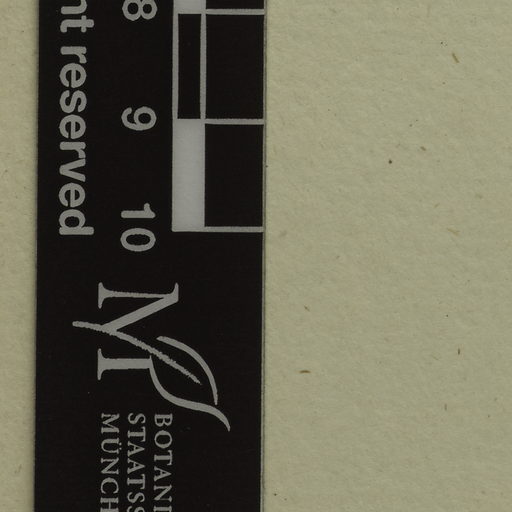 8 9 10
nt reserved
M
BOTANI
STAATSS
MÜNCH